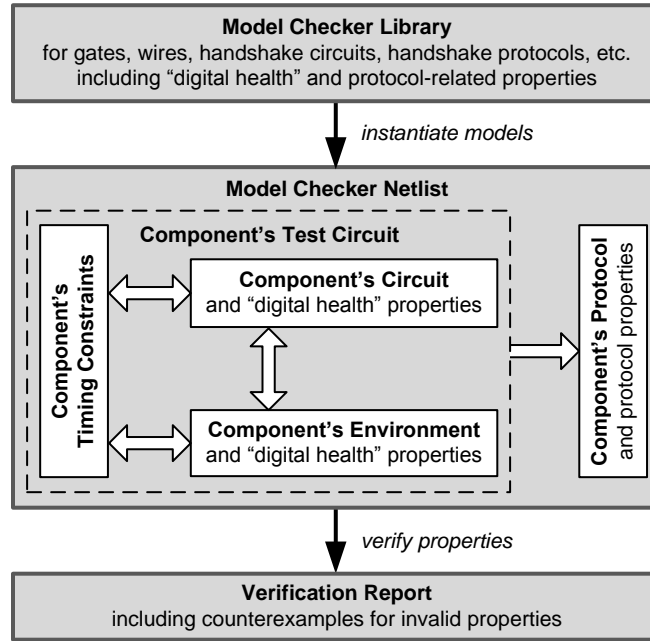 Model Checker Library
for gates, wires, handshake circuits, handshake protocols, etc.
including “digital health” and protocol-related properties
instantiate models
Model Checker Netlist
Component’s Test Circuit
Component’s
Timing Constraints
Component’s Circuit
and “digital health” properties
Component’s Environment
and “digital health” properties
Component’s Protocol
and protocol properties
verify properties
Verification Report
including counterexamples for invalid properties